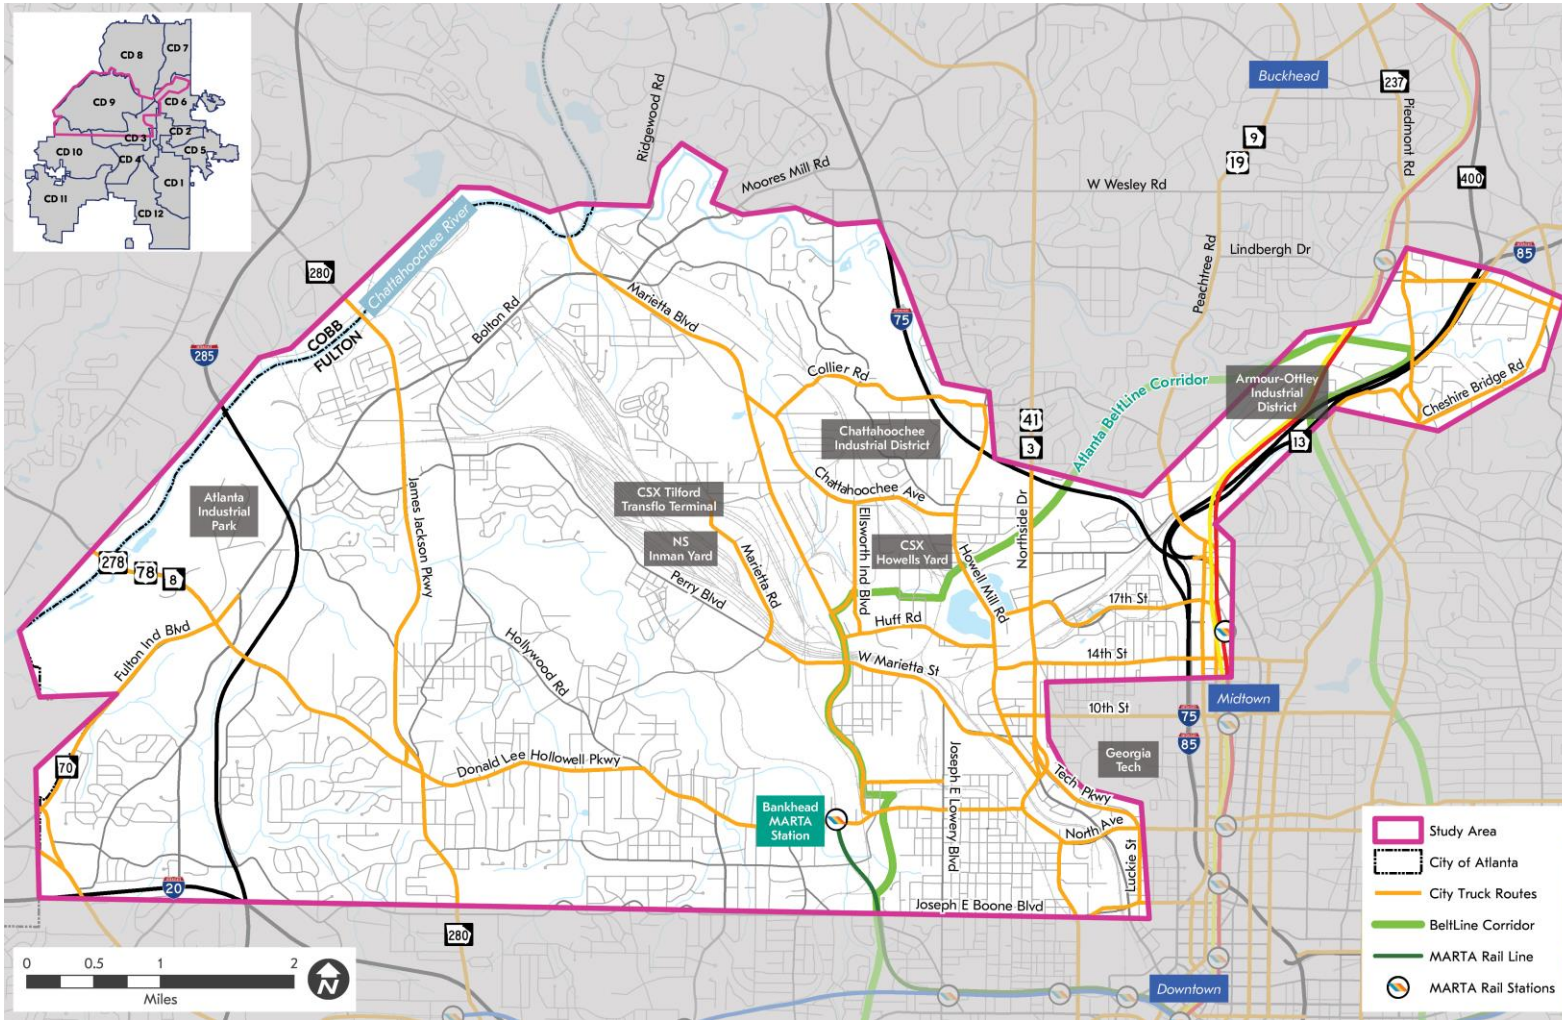 CD 8
CD 7
CD 9
CD 6
CD 3
CD 2
CD 10
CD 4
CD 5
CD 1
CD 11
CD 12
Buckhead
237
Piedmont Rd
9
19
400
Ridgewood Rd
Moores Mill Rd
W Wesley Rd
Peachtree Rd
Lindbergh Dr
85
280
Chattahoochee River
COBB
FULTON
285
Bolton Rd
Marietta Blvd
75
Collier Rd
Atlanta BeltLine Corridor
Armour-Ottley
Industrial
District
Cheshire Bridge Rd
13
41
3
Chattahoochee
Industrial District
Chattahoochee Ave
Northside Dr
Atlanta
Industrial
Park
James Jackson Pkwy
CSX Tilford
Transflo Terminal
NS
Inman Yard
Ellsworth Ind Blvd
CSX
Howells Yard
Howell Mill Rd
278
78
8
Perry Blvd
Marietta Rd
17th St
Huff Rd
Fulton Ind Blvd
Hollywood Rd
W Marietta St
14th St
10th St
Midtown
75
85
70
Donald Lee Hollowell Pkwy
Georgia
Tech
Joseph E Lowery Blvd
Tech Pkwy
Bankhead
MARTA
Station
North Ave
Luckie St
20
Joseph E Boone Blvd
280
Downtown
0 0.5 1 2
Miles
N
Study Area
City of Atlanta
City Truck Routes
BeltLine Corridor
MARTA Rail Line
MARTA Rail Stations